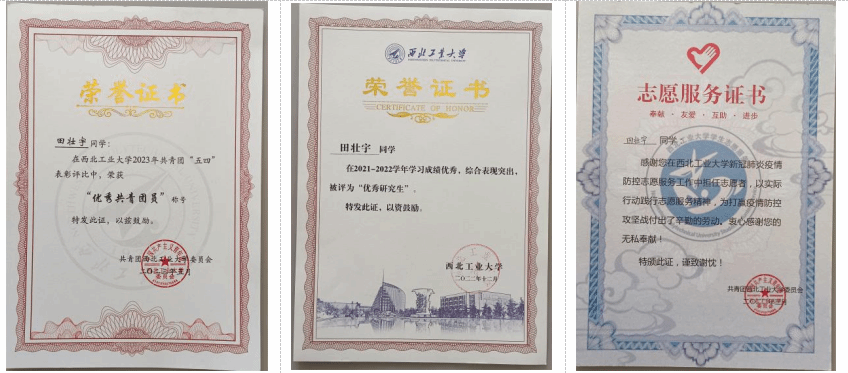 荣誉证书
田壮宇 同学：
在西北工业大学2023年共青团“五四”
表彰评比中，荣获
“优秀共青团员” 称号
特发此证，以兹鼓励。
共青团西北工业大学委员会
西北工业大学
荣誉证书
CERTIFICATE OF HONOR
田壮宇 同学
在2021-2022学年学习成绩优秀、综合表现突出，
被评为“优秀研究生”。
特发此证，以资鼓励。
西北工业大学
二〇二二年十二月
志愿服务证书
奉献 · 友爱 · 互助 · 进步
田壮宇 同学：
感谢您在西北工业大学新冠肺炎疫情
防控志愿服务工作中担任志愿者，以实际
行动践行志愿服务精神，为打赢疫情防控
攻坚战付出了辛勤的劳动。衷心感谢您的
无私奉献！
特颁此证，谨致谢忱！
共青团西北工业大学委员会